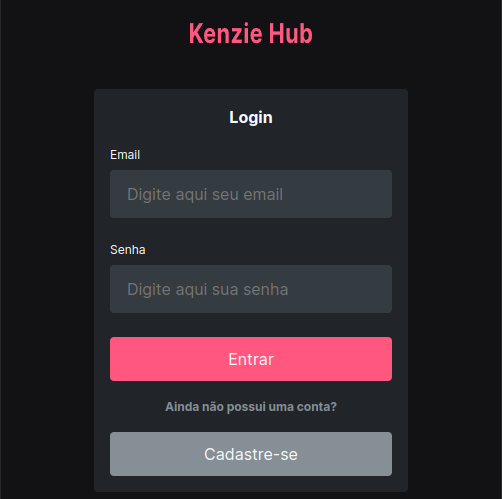 Kenzie Hub
Login
Email
Digite aqui seu email
Senha
Digite aqui sua senha
Entrar
Ainda não possui uma conta?
Cadastre-se